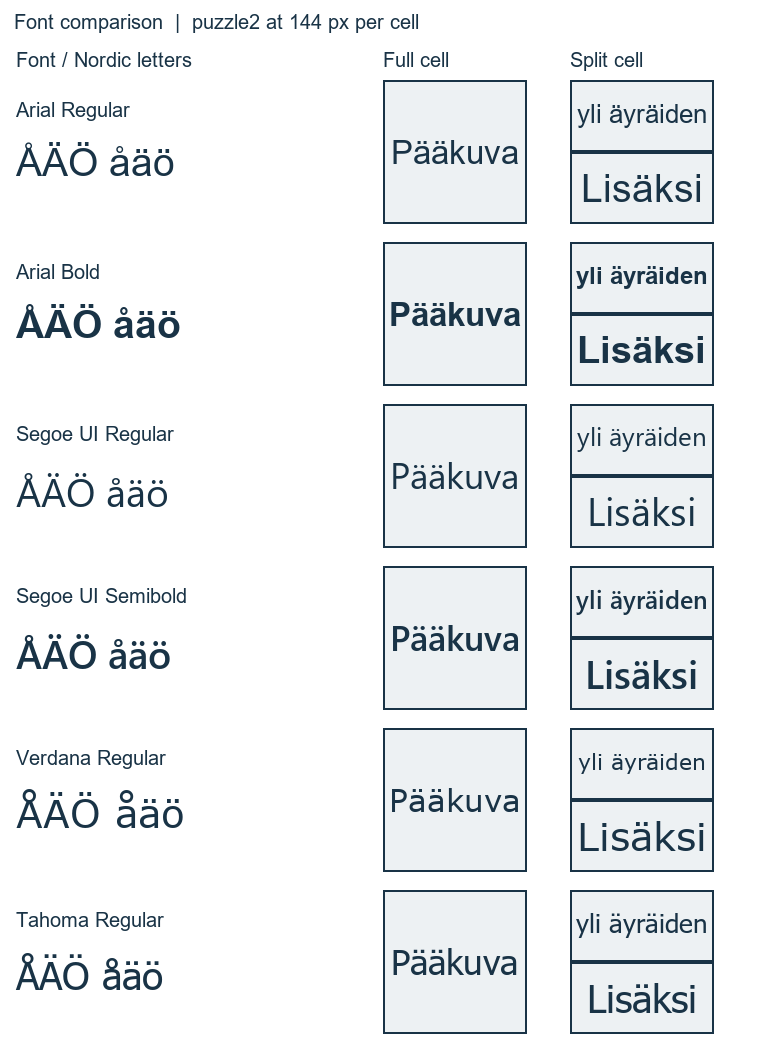 Font comparison | puzzle2 at 144 px per cell
Font / Nordic letters Full cell Split cell
Arial Regular
ÅÄÖ åäö
Pääkuva
yli äyräiden
Lisäksi
Arial Bold
ÅÄÖ åäö
Pääkuva
yli äyräiden
Lisäksi
Segoe UI Regular
ÅÄÖ åäö
Pääkuva
yli äyräiden
Lisäksi
Segoe UI Semibold
ÅÄÖ åäö
Pääkuva
yli äyräiden
Lisäksi
Verdana Regular
ÅÄÖ åäö
Pääkuva
yli äyräiden
Lisäksi
Tahoma Regular
ÅÄÖ åäö
Pääkuva
yli äyräiden
Lisäksi